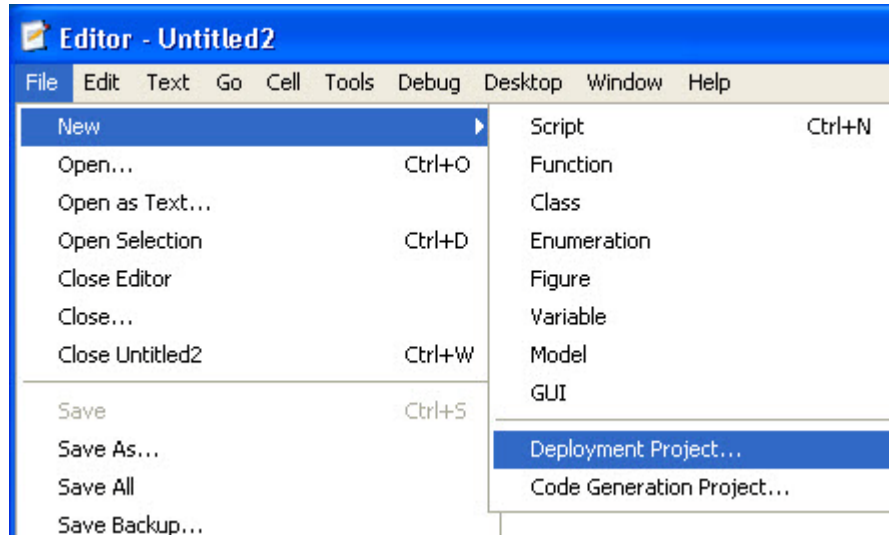 Editor - Untitled2
File Edit Text Go Cell Tools Debug Desktop Window Help
New
Open... Ctrl+O
Open as Text...
Open Selection Ctrl+D
Close Editor
Close...
Close Untitled2 Ctrl+W
Save Ctrl+S
Save As...
Save All
Save Backup...
Script Ctrl+N
Function
Class
Enumeration
Figure
Variable
Model
GUI
Deployment Project...
Code Generation Project...